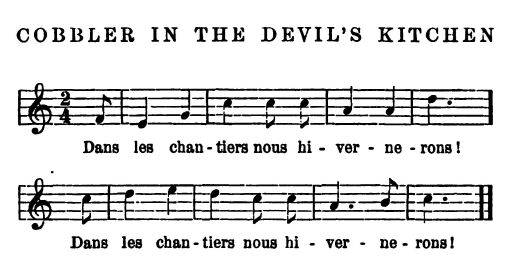 COBBLER IN THE DEVIL'S KITCHEN
2
4
Dans les chan-tiers nous hi - ver - ne - rons!
Dans les chan-tiers nous hi - ver - ne - rons!